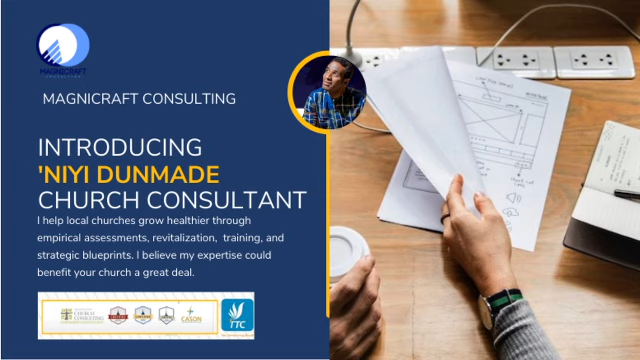 MAGNICRAFT
MAGNICRAFT CONSULTING
INTRODUCING
'NIYI DUNMADE
CHURCH CONSULTANT
I help local churches grow healthier through
empirical assessments, revitalization, training, and
strategic blueprints. I believe my expertise could
benefit your church a great deal.
CHURCH
CONSULTING
CASON
TTC